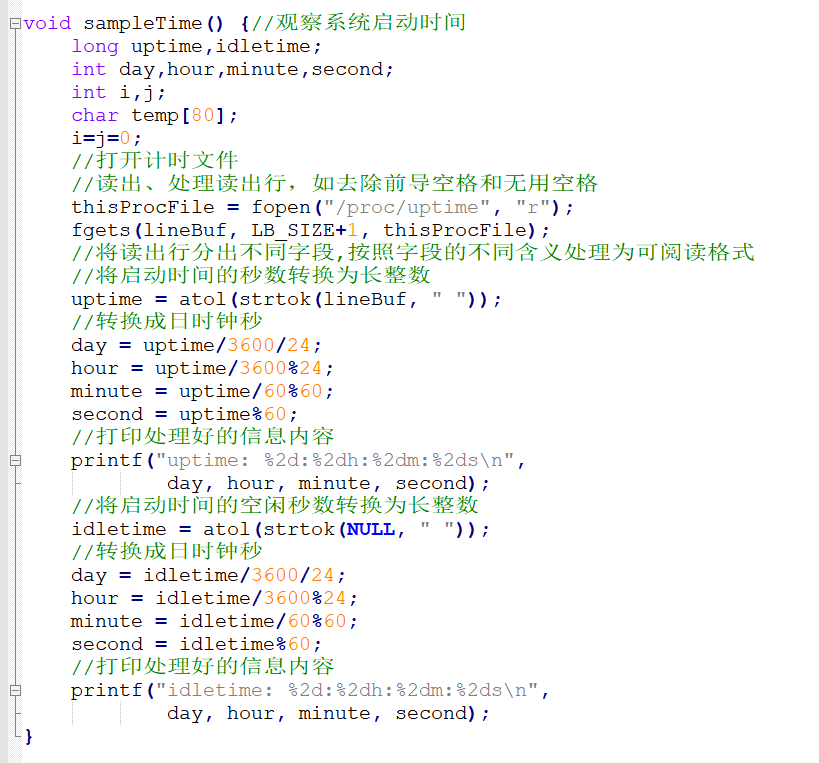 void sampleTime() {//观察系统启动时间
long uptime,idletime;
int day,hour,minute,second;
int i,j;
char temp[80];
i=j=0;
//打开计时文件
//读出、处理读出行，如去除前导空格和无用空格
thisProcFile = fopen("/proc/uptime", "r");
fgets(lineBuf, LB_SIZE+1, thisProcFile);
//将读出行分出不同字段,按照字段的不同含义处理为可阅读格式
//将启动时间的秒数转换为长整数
uptime = atol(strtok(lineBuf, " "));
//转换成日时钟秒
day = uptime/3600/24;
hour = uptime/3600%24;
minute = uptime/60%60;
second = uptime%60;
//打印处理好的信息内容
printf("uptime: %2d:%2dh:%2dm:%2ds\n",
day, hour, minute, second);
//将启动时间的空闲秒数转换为长整数
idletime = atol(strtok(NULL, " "));
//转换成日时钟秒
day = idletime/3600/24;
hour = idletime/3600%24;
minute = idletime/60%60;
second = idletime%60;
//打印处理好的信息内容
printf("idletime: %2d:%2dh:%2dm:%2ds\n",
day, hour, minute, second);
}